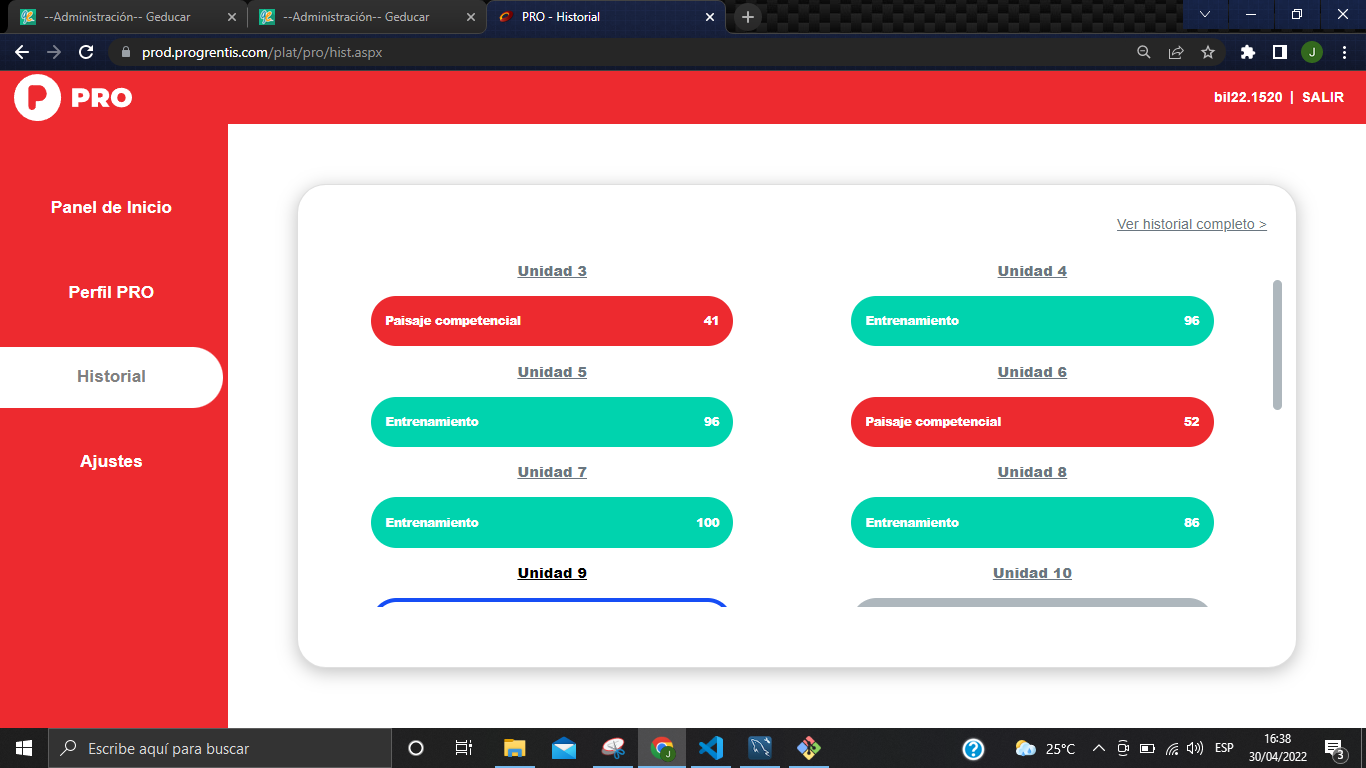 --Administración-- Geducar
--Administración-- Geducar
PRO - Historial
prod.progrentis.com/plat/pro/hist.aspx
J
P PRO
bil22.1520 | SALIR
Panel de Inicio
Perfil PRO
Historial
Ajustes
Ver historial completo >
Unidad 3
Unidad 4
Paisaje competencial 41
Entrenamiento 96
Unidad 5
Unidad 6
Entrenamiento 96
Paisaje competencial 52
Unidad 7
Unidad 8
Entrenamiento 100
Entrenamiento 86
Unidad 9
Unidad 10
Escribe aquí para buscar
J
25°C
ESP
16:38
30/04/2022
3